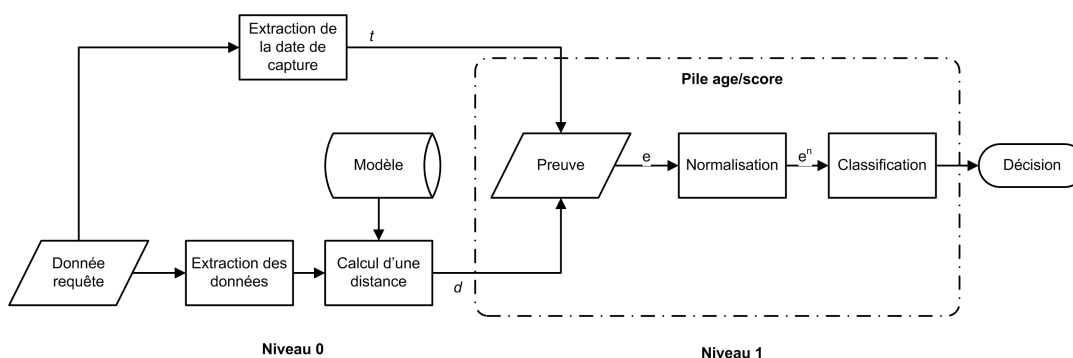 Extraction de
la date de
capture
t
Pile age/score
Modèle
Preuve
e
Normalisation
eⁿ
Classification
Décision
Donnée
requête
Extraction des
données
Calcul d'une
distance
d
Niveau 0
Niveau 1